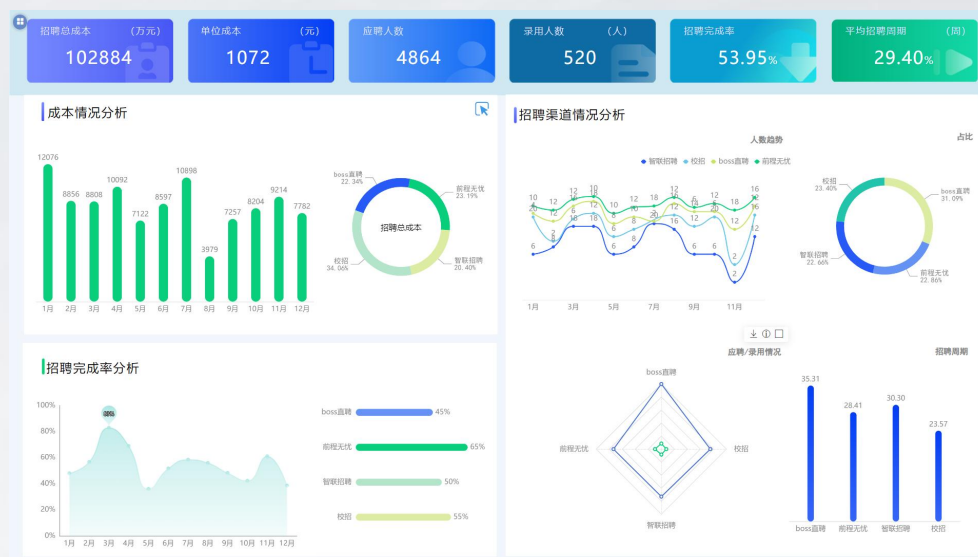 招聘总成本 (万元)
102884
单位成本 (元)
1072
应聘人数
4864
录用人数 (人)
520
招聘完成率
53.95%
平均招聘周期 (周)
29.40%
成本情况分析
12076
8856
8808
10092
7122
8597
10898
3979
7257
8204
9214
7782
1月 2月 3月 4月 5月 6月 7月 8月 9月 10月 11月 12月
boss直聘
22.34%
前程无忧
23.19%
招聘总成本
校招
34.06%
智联招聘
20.40%
招聘渠道情况分析
人数趋势
智联招聘 校招 boss直聘 前程无忧
1月 3月 5月 7月 9月 11月
占比
校招
23.40%
boss直聘
31.09%
智联招聘
22.66%
前程无忧
22.86%
招聘完成率分析
100%
80%
60%
40%
20%
0%
1月 2月 3月 4月 5月 6月 7月 8月 9月 10月 11月 12月
boss直聘 45%
前程无忧 65%
智联招聘 50%
校招 55%
应聘/录用情况
boss直聘
前程无忧
校招
智联招聘
招聘周期
35.31
28.41
30.30
23.57
boss直聘 前程无忧 智联招聘 校招